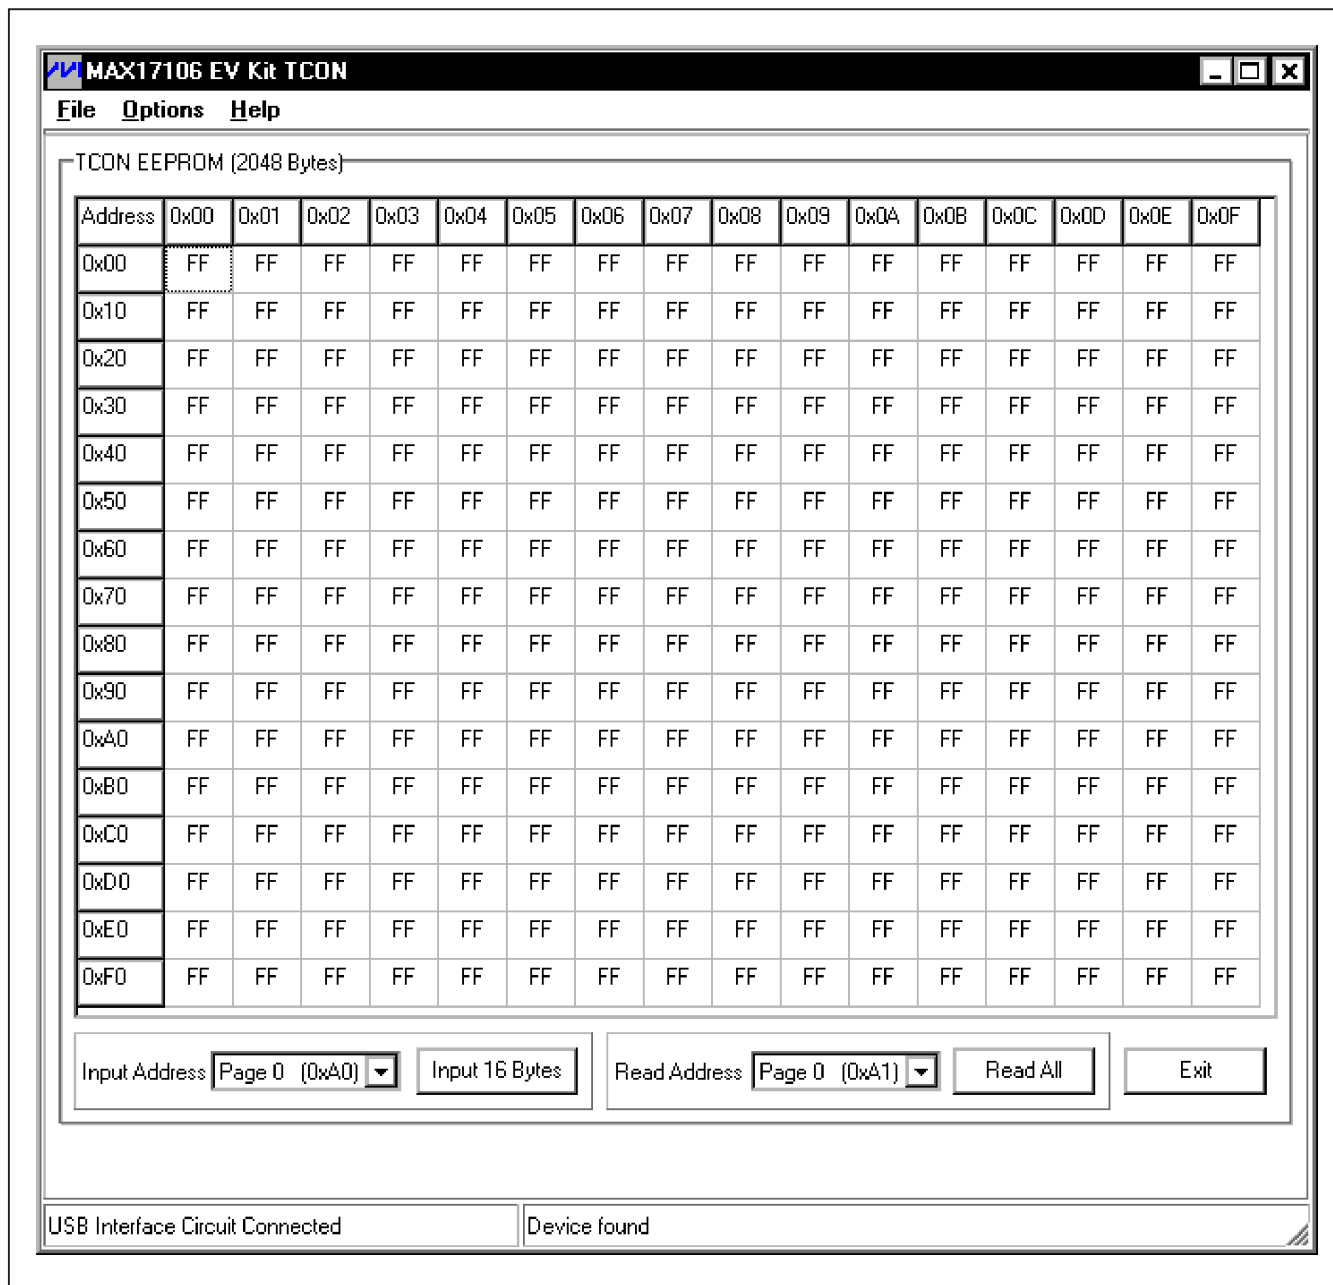 MAX17106 EV Kit TCON
File Options Help
TCON EEPROM (2048 Bytes)
Address 0x00 0x01 0x02 0x03 0x04 0x05 0x06 0x07 0x08 0x09 0x0A 0x0B 0x0C 0x0D 0x0E 0x0F
0x00 FF FF FF FF FF FF FF FF FF FF FF FF FF FF FF FF
0x10 FF FF FF FF FF FF FF FF FF FF FF FF FF FF FF FF
0x20 FF FF FF FF FF FF FF FF FF FF FF FF FF FF FF FF
0x30 FF FF FF FF FF FF FF FF FF FF FF FF FF FF FF FF
0x40 FF FF FF FF FF FF FF FF FF FF FF FF FF FF FF FF
0x50 FF FF FF FF FF FF FF FF FF FF FF FF FF FF FF FF
0x60 FF FF FF FF FF FF FF FF FF FF FF FF FF FF FF FF
0x70 FF FF FF FF FF FF FF FF FF FF FF FF FF FF FF FF
0x80 FF FF FF FF FF FF FF FF FF FF FF FF FF FF FF FF
0x90 FF FF FF FF FF FF FF FF FF FF FF FF FF FF FF FF
0xA0 FF FF FF FF FF FF FF FF FF FF FF FF FF FF FF FF
0xB0 FF FF FF FF FF FF FF FF FF FF FF FF FF FF FF FF
0xC0 FF FF FF FF FF FF FF FF FF FF FF FF FF FF FF FF
0xD0 FF FF FF FF FF FF FF FF FF FF FF FF FF FF FF FF
0xE0 FF FF FF FF FF FF FF FF FF FF FF FF FF FF FF FF
0xF0 FF FF FF FF FF FF FF FF FF FF FF FF FF FF FF FF
Input Address Page 0 (0xA0) Input 16 Bytes Read Address Page 0 (0xA1) Read All Exit
USB Interface Circuit Connected Device found